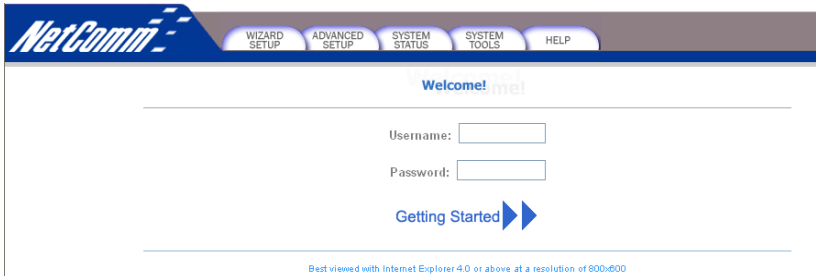 NetComm
WIZARD SETUP
ADVANCED SETUP
SYSTEM STATUS
SYSTEM TOOLS
HELP
Welcome!
Username:
Password:
Getting Started
Best viewed with Internet Explorer 4.0 or above at a resolution of 800x600